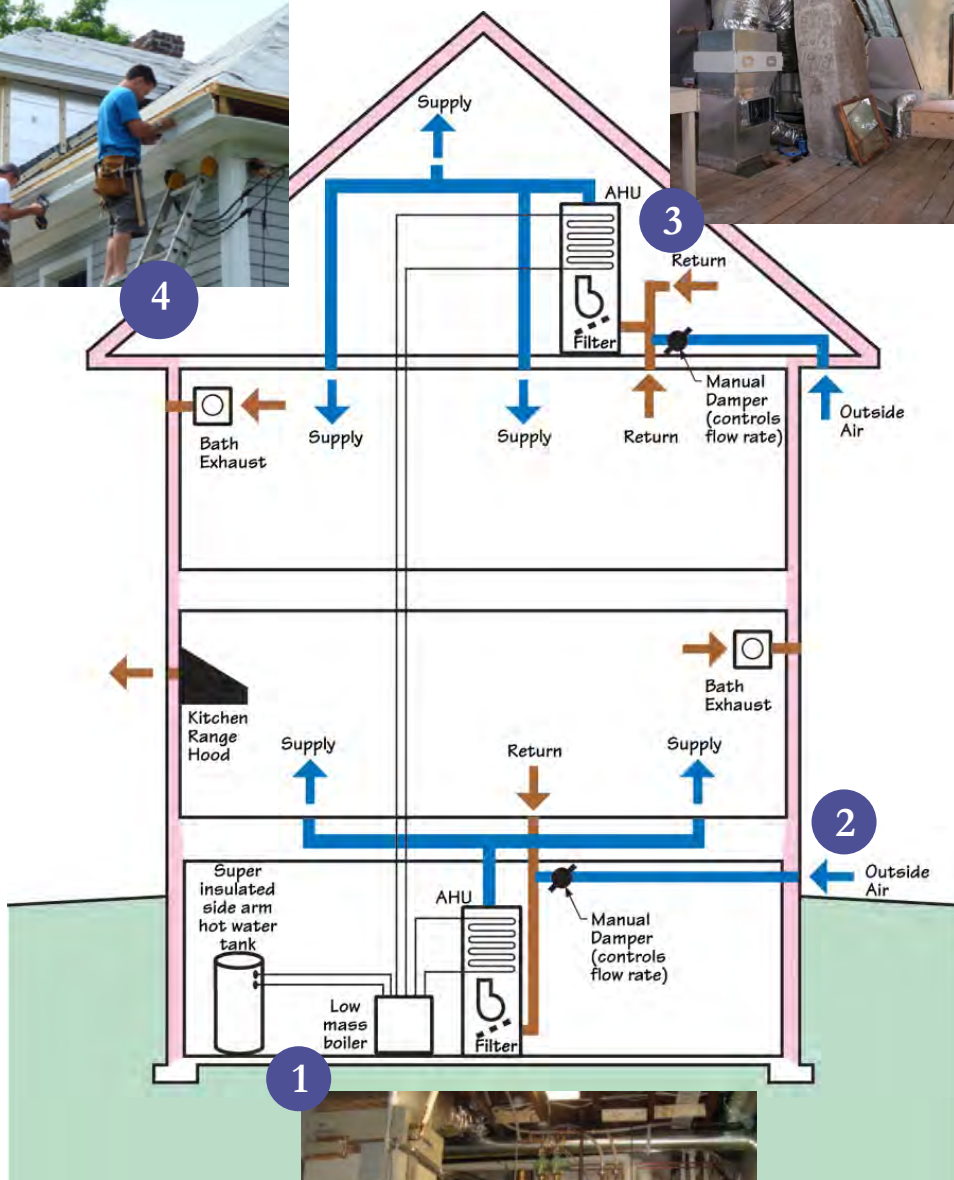 Supply
AHU
3
Return
4
Filter
Manual
Damper
(controls
flow rate)
Outside
Air
Bath
Exhaust
Supply
Supply
Return
Kitchen
Range
Hood
Bath
Exhaust
Supply
Return
Supply
2
Outside
Air
Super
insulated
side arm
hot water
tank
AHU
Manual
Damper
(controls
flow rate)
Low
mass
boiler
Filter
1